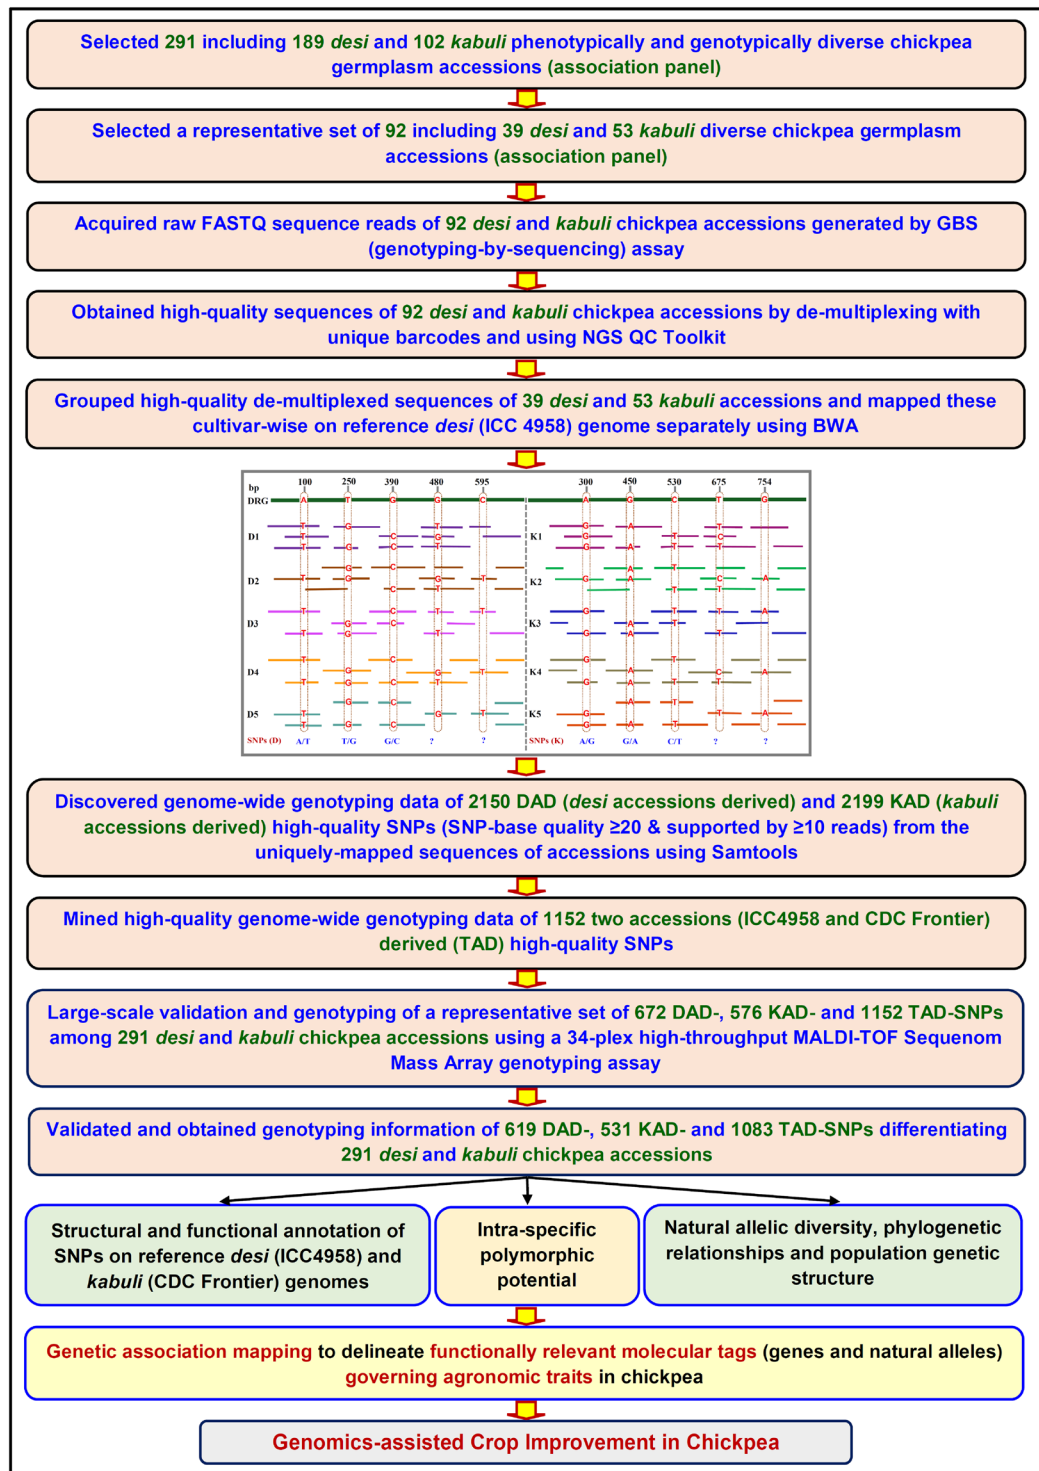 Selected 291 including 189 desi and 102 kabuli phenotypically and genotypically diverse chickpea
germplasm accessions (association panel)
Selected a representative set of 92 including 39 desi and 53 kabuli diverse chickpea germplasm
accessions (association panel)
Acquired raw FASTQ sequence reads of 92 desi and kabuli chickpea accessions generated by GBS
(genotyping-by-sequencing) assay
Obtained high-quality sequences of 92 desi and kabuli chickpea accessions by de-multiplexing with
unique barcodes and using NGS QC Toolkit
Grouped high-quality de-multiplexed sequences of 39 desi and 53 kabuli accessions and mapped these
cultivar-wise on reference desi (ICC 4958) genome separately using BWA
bp 100 250 390 480 595 300 450 530 675 754
DRG A T G G C A G C T G
T G T G A T
D1 T C G K1 G T C
T G C T G A T T
G C A T
D2 T G G T K2 G A C A
C T T T
T C T T G T T A
D3 G C K3 A T
T G T G A T
T C G T
D4 G G T K4 A C A
T G C T G A T T
G C A T
D5 T G T K5 G T A
T G C G A T
SNPs (D) A/T T/G G/C ? ? SNPs (K) A/G G/A C/T ? ?
Discovered genome-wide genotyping data of 2150 DAD (desi accessions derived) and 2199 KAD (kabuli
accessions derived) high-quality SNPs (SNP-base quality ≥20 & supported by ≥10 reads) from the
uniquely-mapped sequences of accessions using Samtools
Mined high-quality genome-wide genotyping data of 1152 two accessions (ICC4958 and CDC Frontier)
derived (TAD) high-quality SNPs
Large-scale validation and genotyping of a representative set of 672 DAD-, 576 KAD- and 1152 TAD-SNPs
among 291 desi and kabuli chickpea accessions using a 34-plex high-throughput MALDI-TOF Sequenom
Mass Array genotyping assay
Validated and obtained genotyping information of 619 DAD-, 531 KAD- and 1083 TAD-SNPs differentiating
291 desi and kabuli chickpea accessions
Structural and functional annotation of
SNPs on reference desi (ICC4958) and
kabuli (CDC Frontier) genomes
Intra-specific
polymorphic
potential
Natural allelic diversity, phylogenetic
relationships and population genetic
structure
Genetic association mapping to delineate functionally relevant molecular tags (genes and natural alleles)
governing agronomic traits in chickpea
Genomics-assisted Crop Improvement in Chickpea